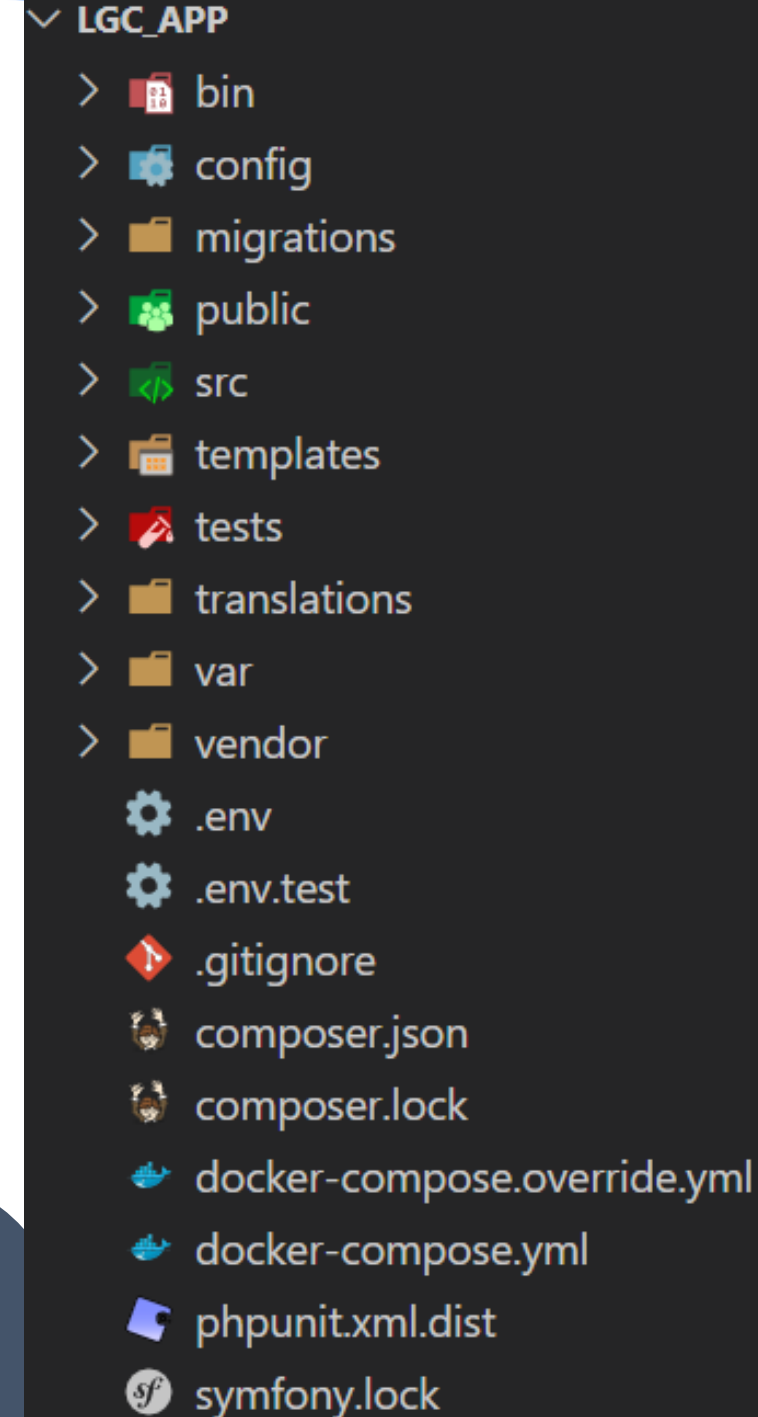 LGC_APP
bin
config
migrations
public
src
templates
tests
translations
var
vendor
.env
.env.test
.gitignore
composer.json
composer.lock
docker-compose.override.yml
docker-compose.yml
phpunit.xml.dist
symfony.lock